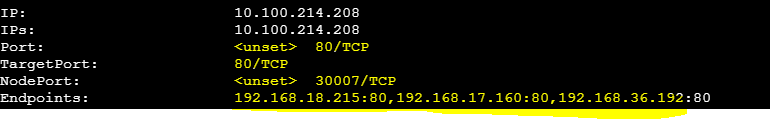 IP: 10.100.214.208
IPs: 10.100.214.208
Port: <unset> 80/TCP
TargetPort: 80/TCP
NodePort: <unset> 30007/TCP
Endpoints: 192.168.18.215:80,192.168.17.160:80,192.168.36.192:80